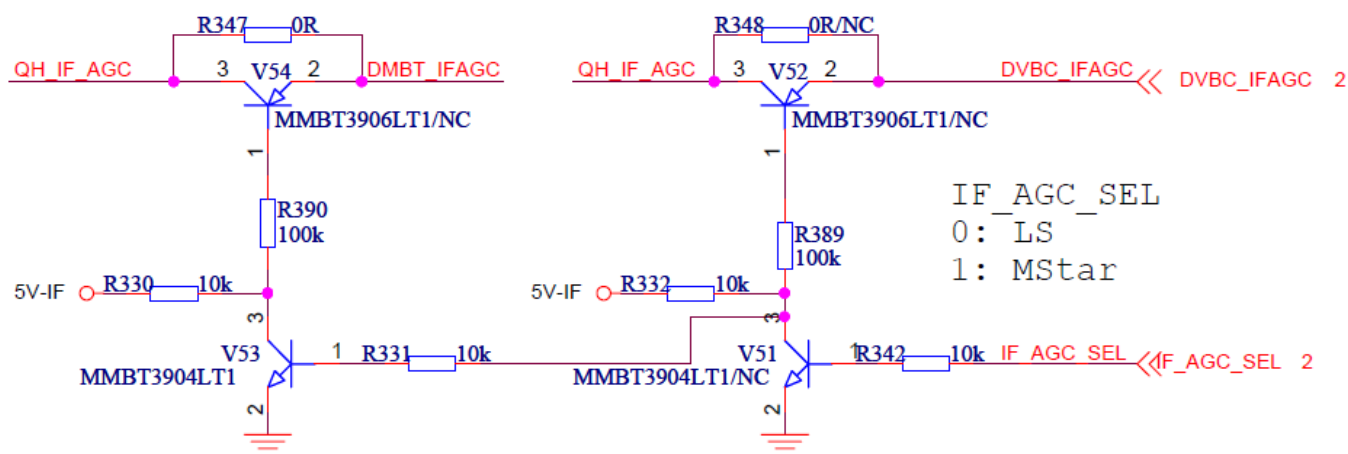 R347 0R
R348 0R/NC
QH_IF_AGC 3 V54 2 DMBT_IFAGC
QH_IF_AGC 3 V52 2 DVBC_IFAGC DVBC_IFAGC 2
MMBT3906LT1/NC
MMBT3906LT1/NC
1
1
IF_AGC_SEL
0: LS
1: MStar
R390
100k
R389
100k
5V-IF R330 10k
5V-IF R332 10k
3
3
V53 1 R331 10k
V51 1 R342 10k IF_AGC_SEL IF_AGC_SEL 2
MMBT3904LT1
MMBT3904LT1/NC
2
2